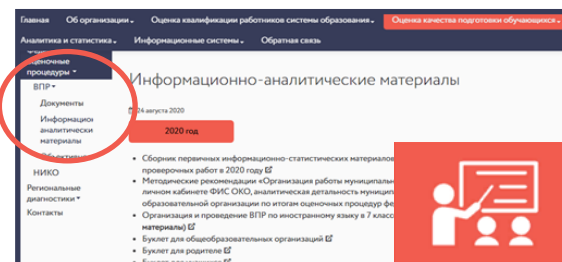 Главная Об организации Оценка квалификации работников системы образования Оценка качества подготовки обучающихся
Аналитика и статистика Информационные системы Обратная связь
оценочные
процедуры
ВПР
Документы
Информацион
аналитически
материалы
НИКО
Региональные
диагностики
Контакты
Информационно-аналитические материалы
24 августа 2020
2020 год
Сборник первичных информационно-статистических материалов
проверочных работ в 2020 году
Методические рекомендации «Организация работы муниципаль
личном кабинете ФИС ОКО, аналитическая детальность муницип
образовательной организации по итогам оценочных процедур фе
Организация и проведение ВПР по иностранному языку в 7 класс
материалы)
Буклет для общеобразовательных организаций
Буклет для родителе